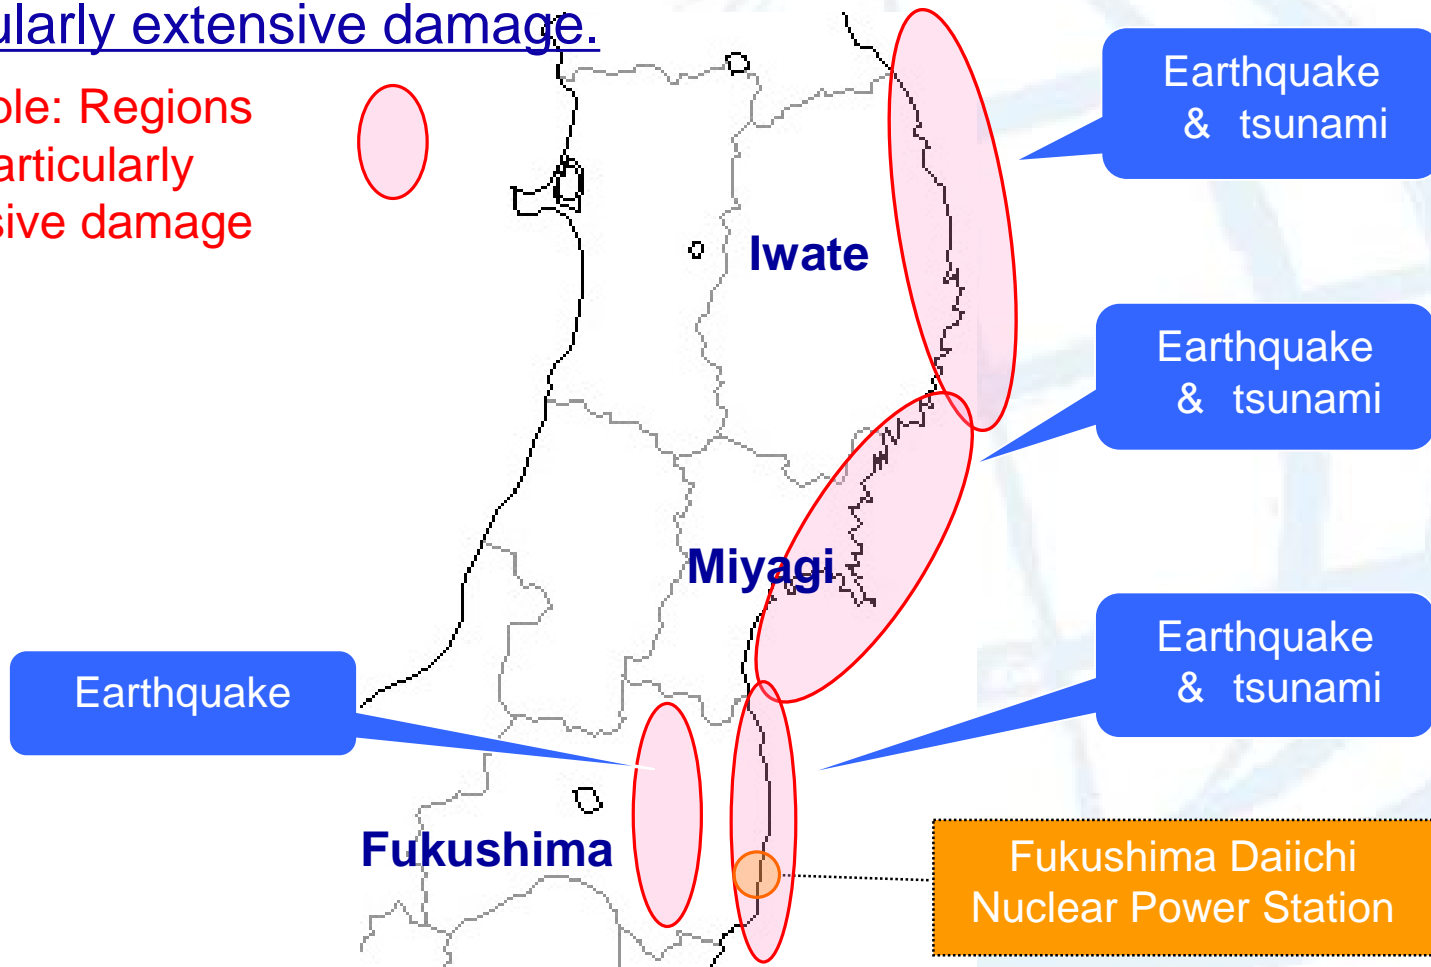 ularly extensive damage.
ole: Regions
articularly
sive damage
Earthquake
& tsunami
Iwate
Earthquake
& tsunami
Miyagi
Earthquake
& tsunami
Earthquake
Fukushima
Fukushima Daiichi
Nuclear Power Station